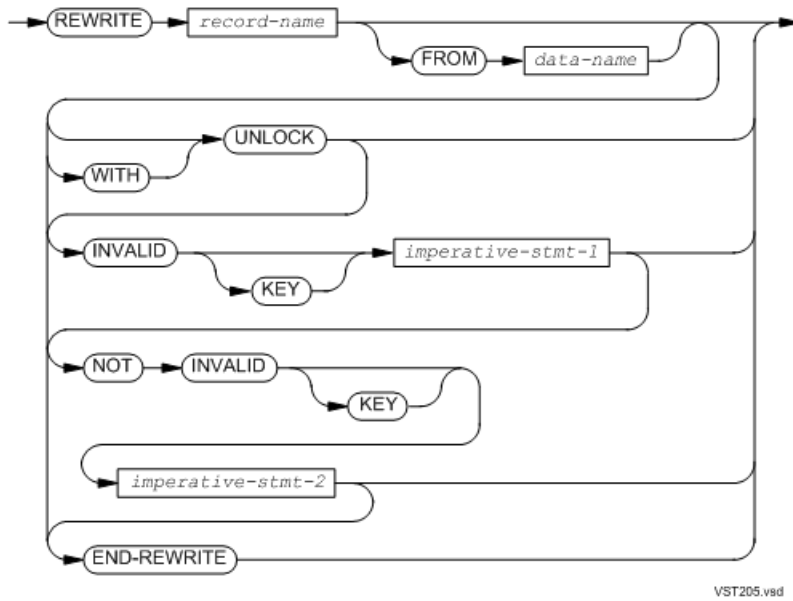 REWRITE record-name
FROM data-name
UNLOCK
WITH
INVALID imperative-stmt-1
KEY
NOT INVALID
KEY
imperative-stmt-2
END-REWRITE
VST205.vsd